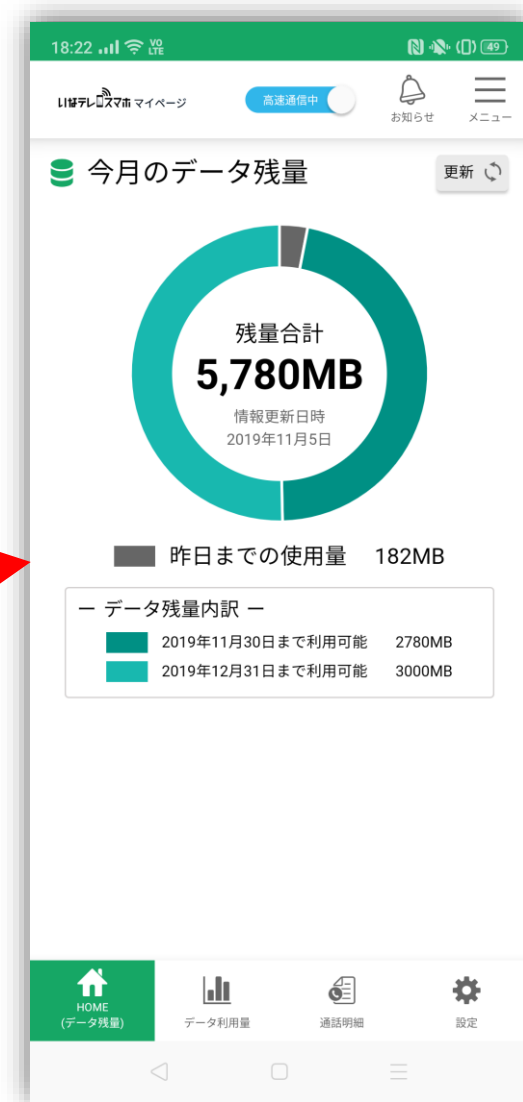 18:22 VO LTE 49
いなテレスマホ マイページ 高速通信中 お知らせ メニュー
今月のデータ残量 更新
残量合計
5,780MB
情報更新日時
2019年11月5日
昨日までの使用量 182MB
ー データ残量内訳 ー
2019年11月30日まで利用可能 2780MB
2019年12月31日まで利用可能 3000MB
HOME
(データ残量) データ利用量 通話明細 設定